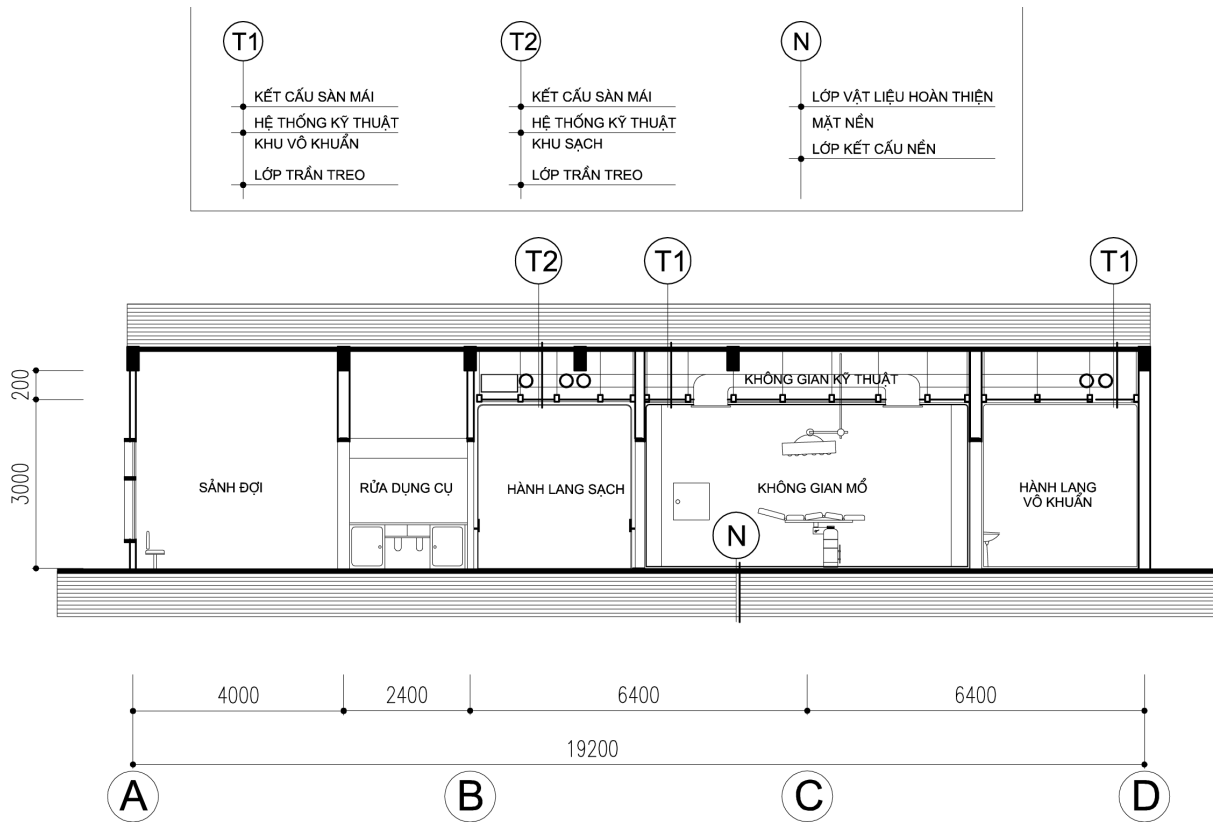 T1
KẾT CẤU SÀN MÁI
HỆ THỐNG KỸ THUẬT
KHU VÔ KHUẨN
LỚP TRẦN TREO
T2
KẾT CẤU SÀN MÁI
HỆ THỐNG KỸ THUẬT
KHU SẠCH
LỚP TRẦN TREO
N
LỚP VẬT LIỆU HOÀN THIỆN
MẶT NỀN
LỚP KẾT CẤU NỀN
T2
T1
T1
200
3000
KHÔNG GIAN KỸ THUẬT
SẢNH ĐỢI
RỬA DỤNG CỤ
HÀNH LANG SẠCH
KHÔNG GIAN MỔ
HÀNH LANG
VÔ KHUẨN
N
4000
2400
6400
6400
19200
A
B
C
D